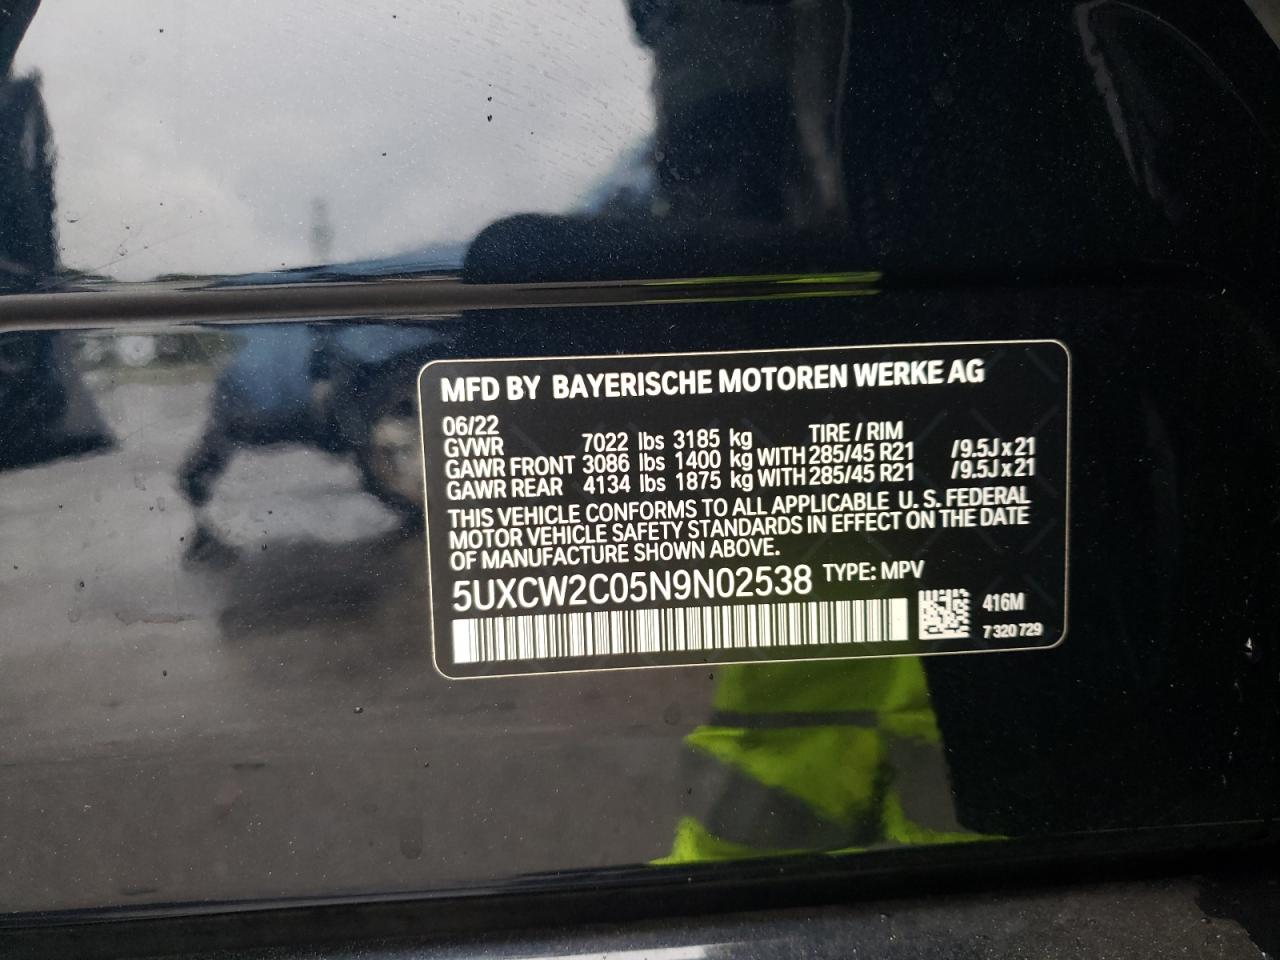 MFD BY BAYERISCHE MOTOREN WERKE AG
06/22
GVWR 7022 lbs 3185 kg TIRE / RIM
GAWR FRONT 3086 lbs 1400 kg WITH 285/45 R21 /9.5J x 21
GAWR REAR 4134 lbs 1875 kg WITH 285/45 R21 /9.5J x 21
THIS VEHICLE CONFORMS TO ALL APPLICABLE U. S. FEDERAL
MOTOR VEHICLE SAFETY STANDARDS IN EFFECT ON THE DATE
OF MANUFACTURE SHOWN ABOVE.
5UXCW2C05N9N02538 TYPE: MPV
416M
7 320 729